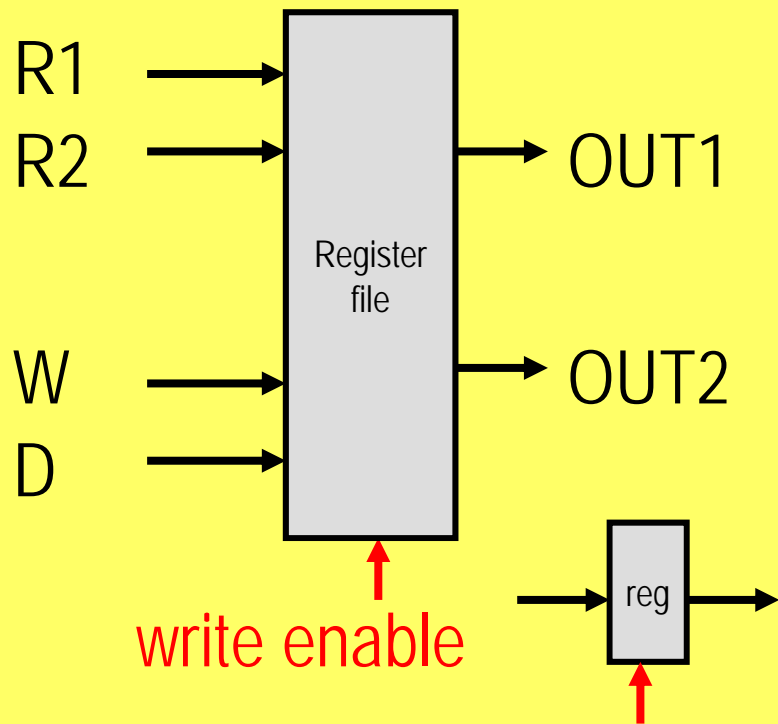 R1
R2
OUT1
Register
file
W
OUT2
D
reg
write enable